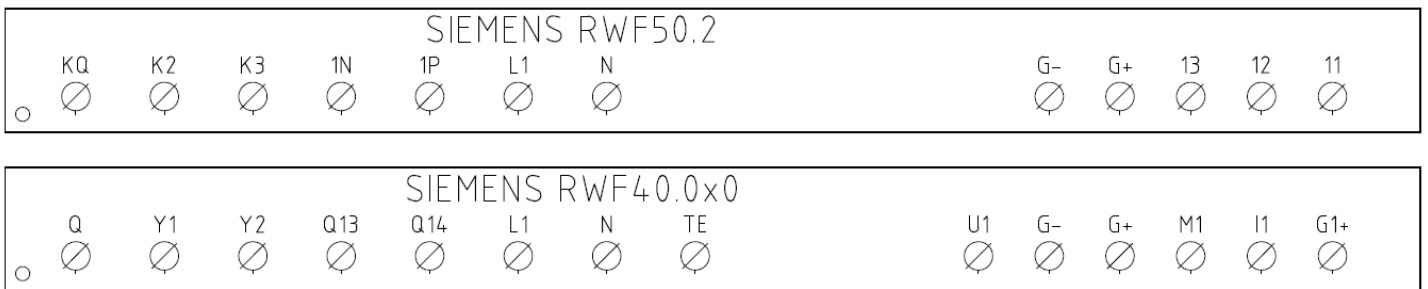 SIEMENS RWF50.2
KQ K2 K3 1N 1P L1 N G- G+ 13 12 11
SIEMENS RWF40.0x0
Q Y1 Y2 Q13 Q14 L1 N TE U1 G- G+ M1 I1 G1+